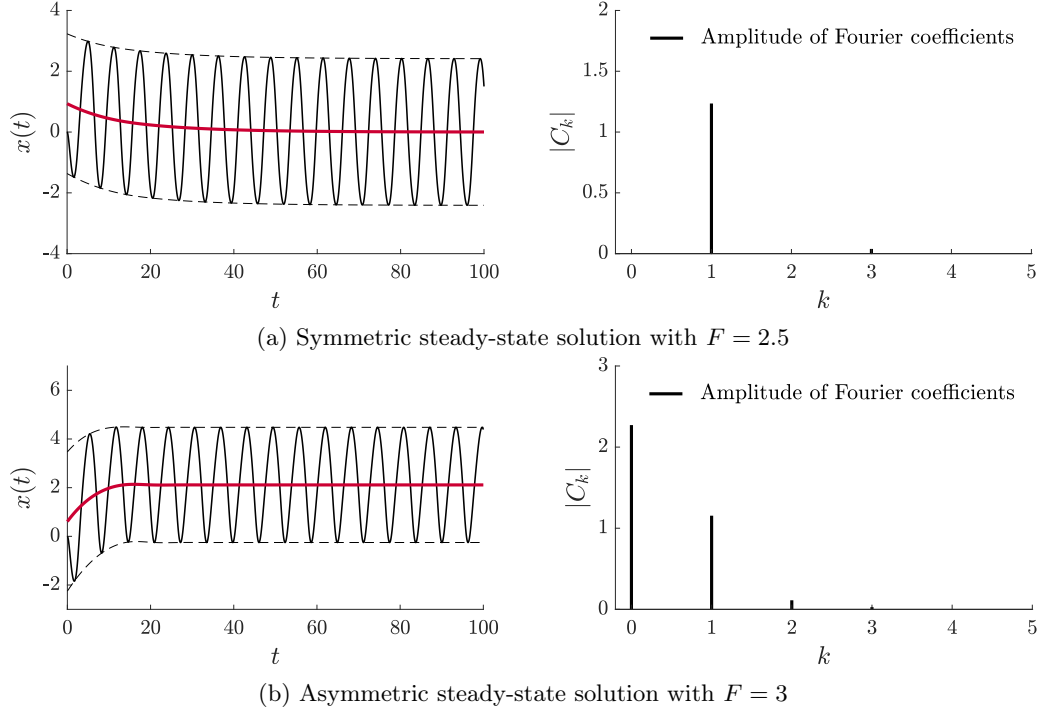 4
2
0
-2
-4
x(t)
0 20 40 60 80 100
t
2
1.5
1
0.5
0
|C_k|
Amplitude of Fourier coefficients
0 1 2 3 4 5
k
(a) Symmetric steady-state solution with F = 2.5
6
4
2
0
-2
x(t)
0 20 40 60 80 100
t
3
2
1
0
|C_k|
Amplitude of Fourier coefficients
0 1 2 3 4 5
k
(b) Asymmetric steady-state solution with F = 3